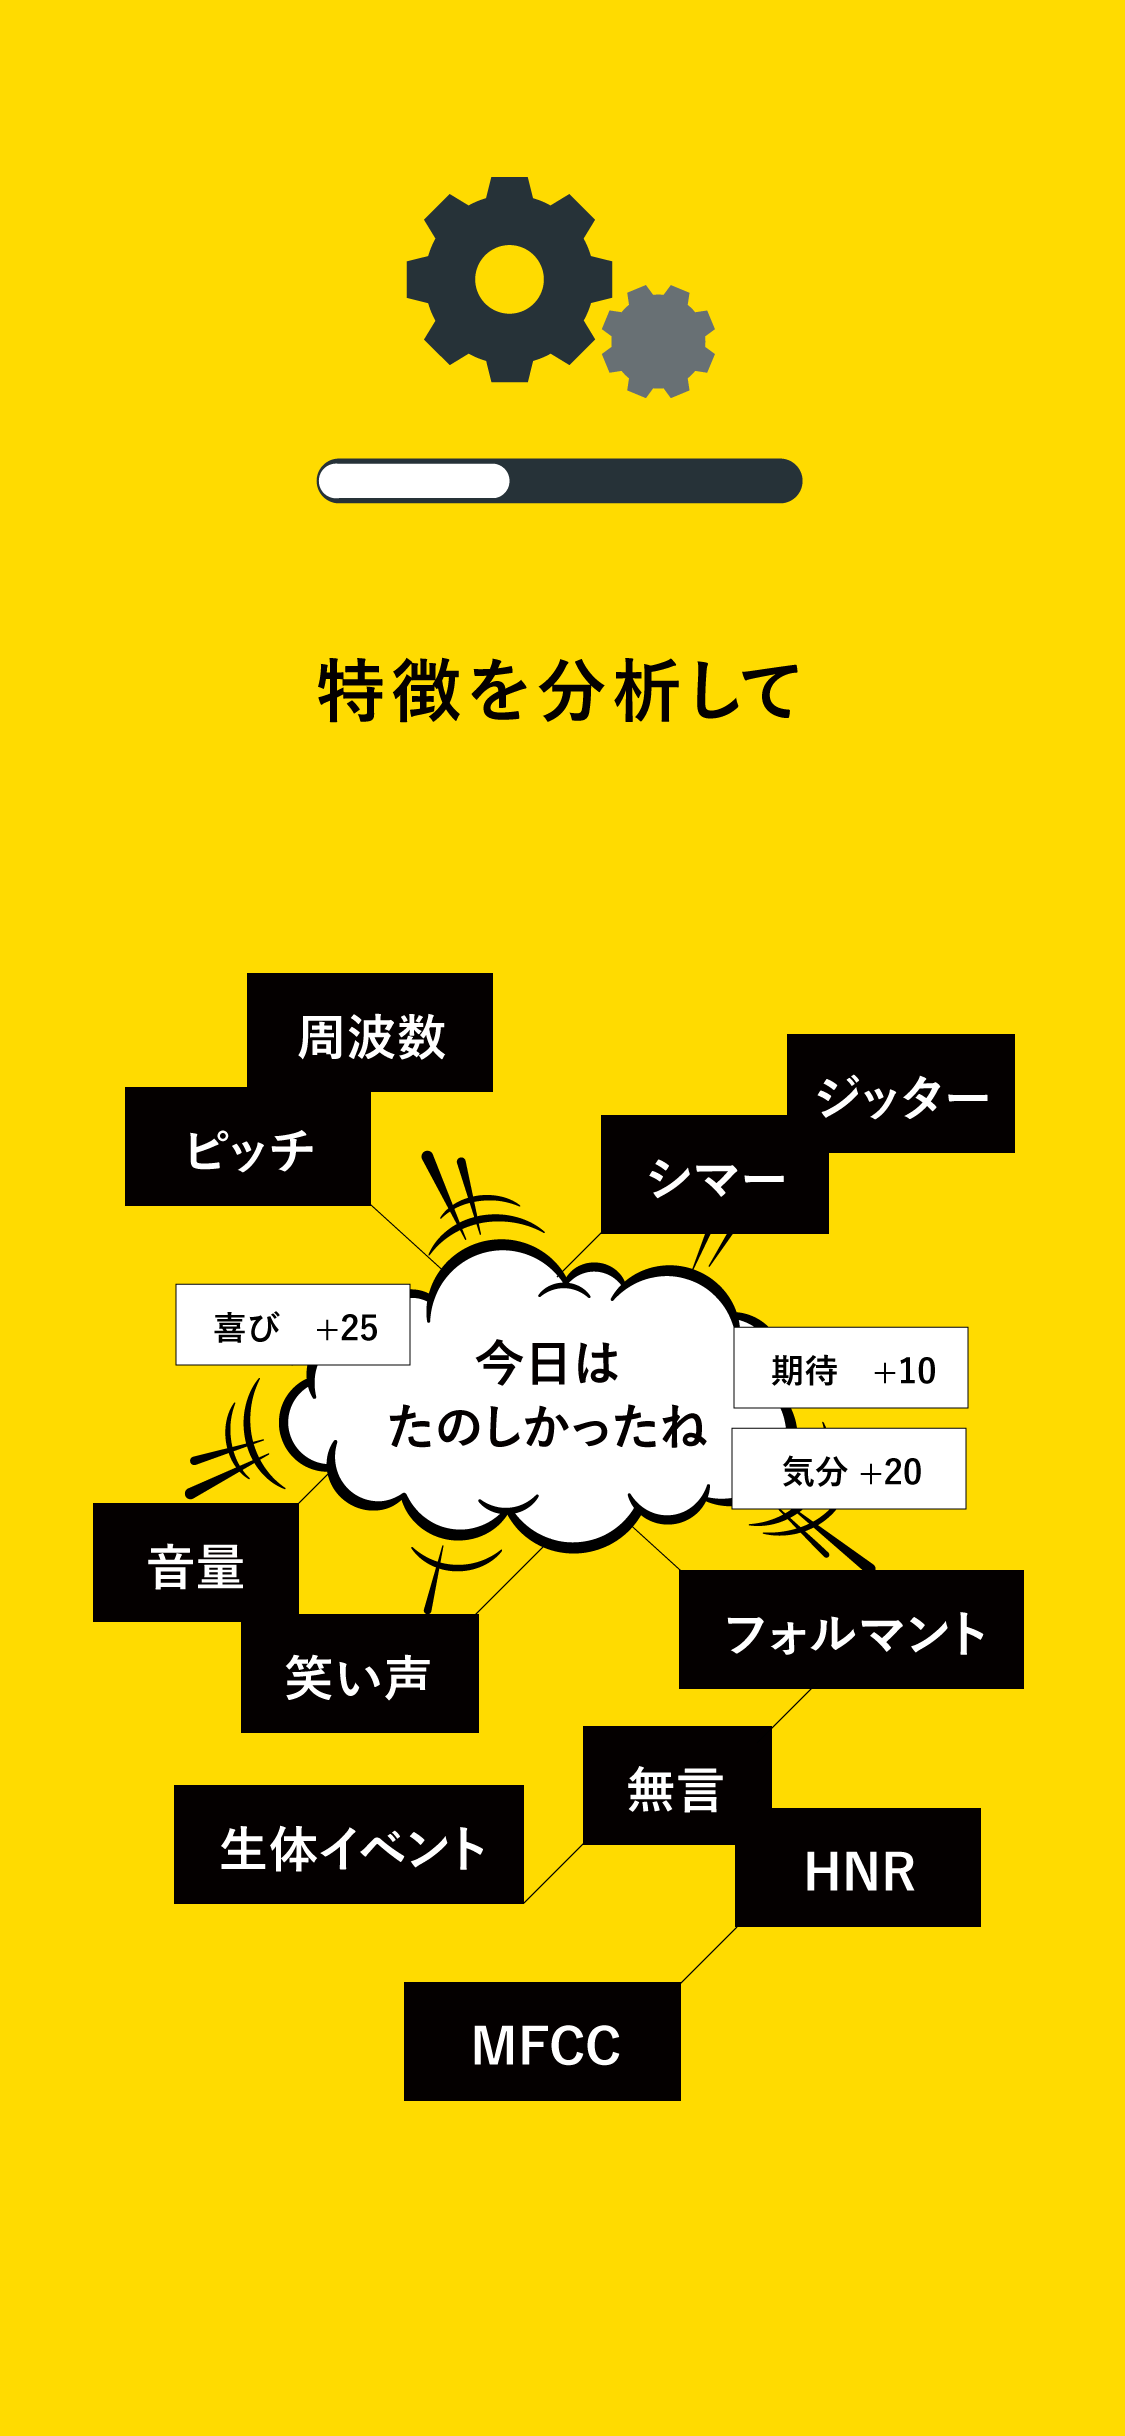 特徴を分析して
周波数
ジッター
ピッチ
シマー
喜び +25
今日は
たのしかったね
期待 +10
気分 +20
音量
フォルマント
笑い声
無言
生体イベント
HNR
MFCC